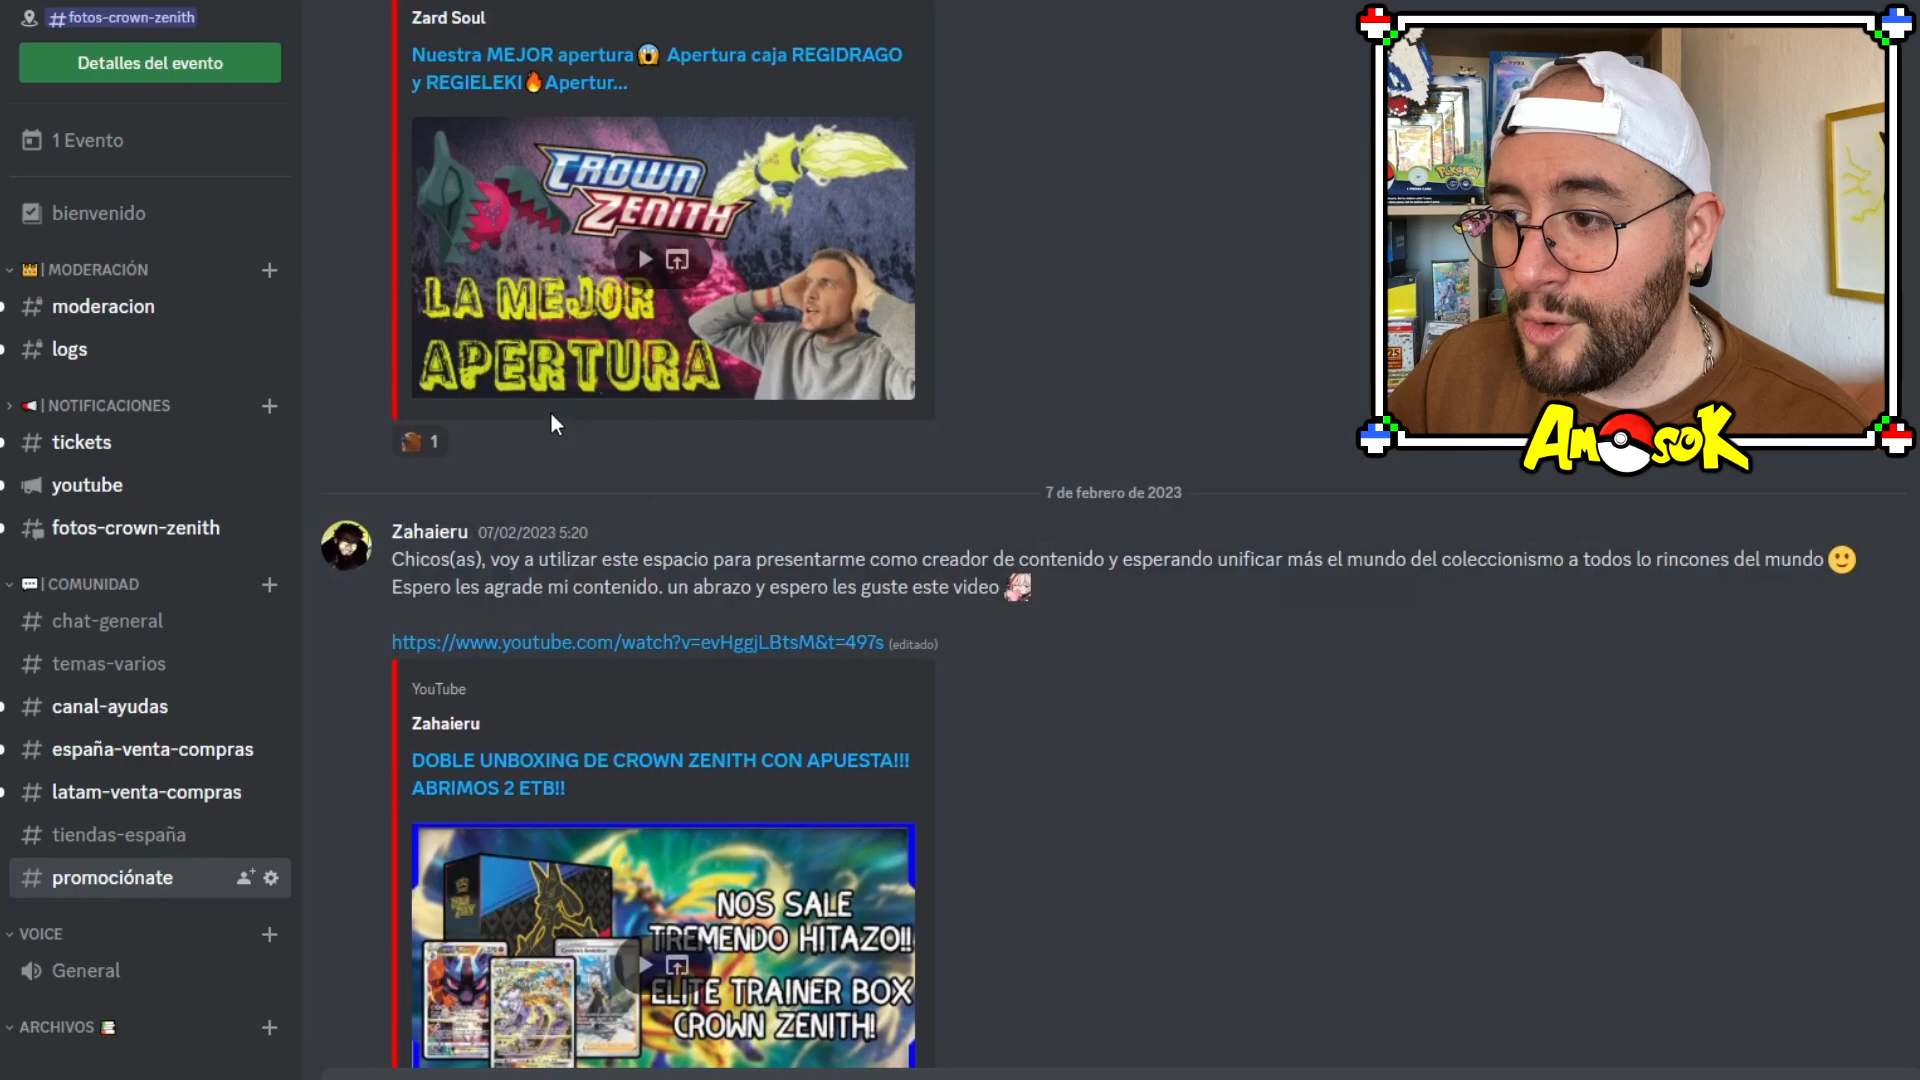 fotos-crown-zenith
Detalles del evento
1 Evento
bienvenido
| MODERACIÓN
moderacion
logs
| NOTIFICACIONES
tickets
youtube
fotos-crown-zenith
| COMUNIDAD
chat-general
temas-varios
canal-ayudas
españa-venta-compras
latam-venta-compras
tiendas-españa
promociónate
VOICE
General
ARCHIVOS
Zard Soul
Nuestra MEJOR apertura😱 Apertura caja REGIDRAGO
y REGIELEKI🔥Apertur...
CROWN
ZENITH
LA MEJOR
APERTURA
1
7 de febrero de 2023
Zahaieru 07/02/2023 5:20
Chicos(as), voy a utilizar este espacio para presentarme como creador de contenido y esperando unificar más el mundo del coleccionismo a todos lo rincones del mundo 🙂
Espero les agrade mi contenido. un abrazo y espero les guste este video
https://www.youtube.com/watch?v=evHggjLBtsM&t=497s (editado)
YouTube
Zahaieru
DOBLE UNBOXING DE CROWN ZENITH CON APUESTA!!!
ABRIMOS 2 ETB!!
NOS SALE
TREMENDO HITAZO!!
ELITE TRAINER BOX
CROWN ZENITH!
Pokémon
GO
AMOSOK